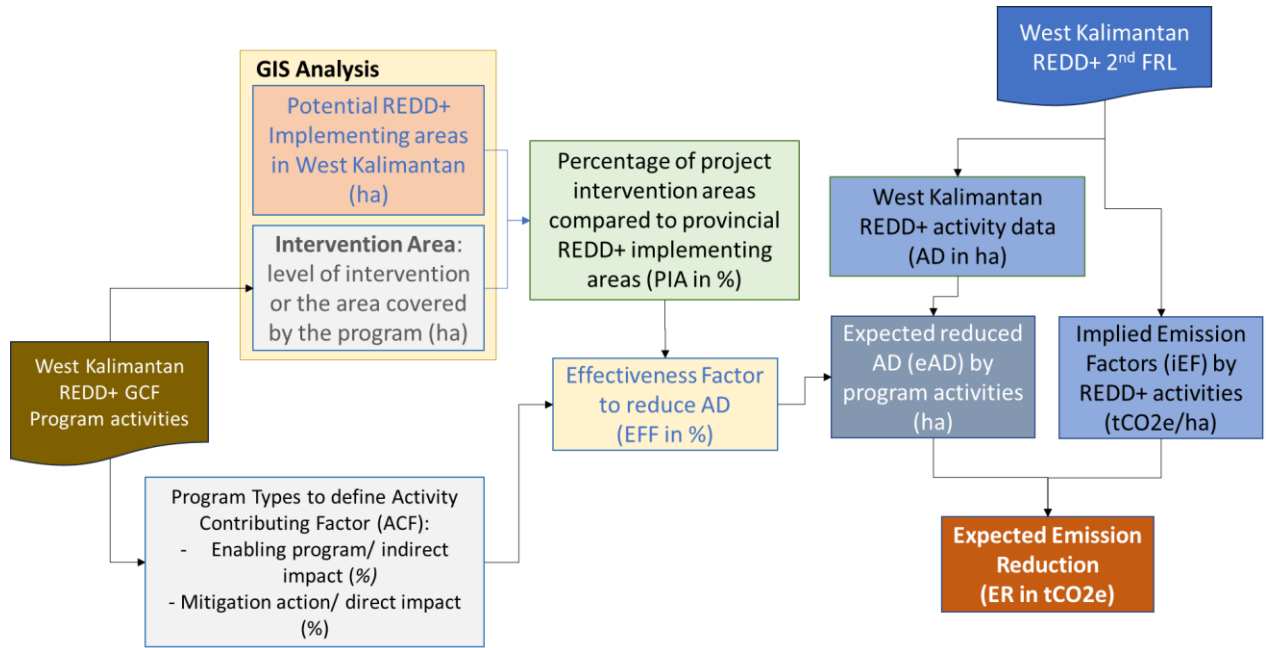 GIS Analysis
Potential REDD+
Implementing areas
in West Kalimantan
(ha)
Intervention Area:
level of intervention
or the area covered
by the program (ha)
West Kalimantan
REDD+ GCF
Program activities
Program Types to define Activity
Contributing Factor (ACF):
- Enabling program/ indirect
impact (%)
- Mitigation action/ direct impact
(%)
Percentage of project
intervention areas
compared to provincial
REDD+ implementing
areas (PIA in %)
Effectiveness Factor
to reduce AD
(EFF in %)
West Kalimantan
REDD+ 2nd FRL
West Kalimantan
REDD+ activity data
(AD in ha)
Expected reduced
AD (eAD) by
program activities
(ha)
Implied Emission
Factors (iEF) by
REDD+ activities
(tCO2e/ha)
Expected Emission
Reduction
(ER in tCO2e)